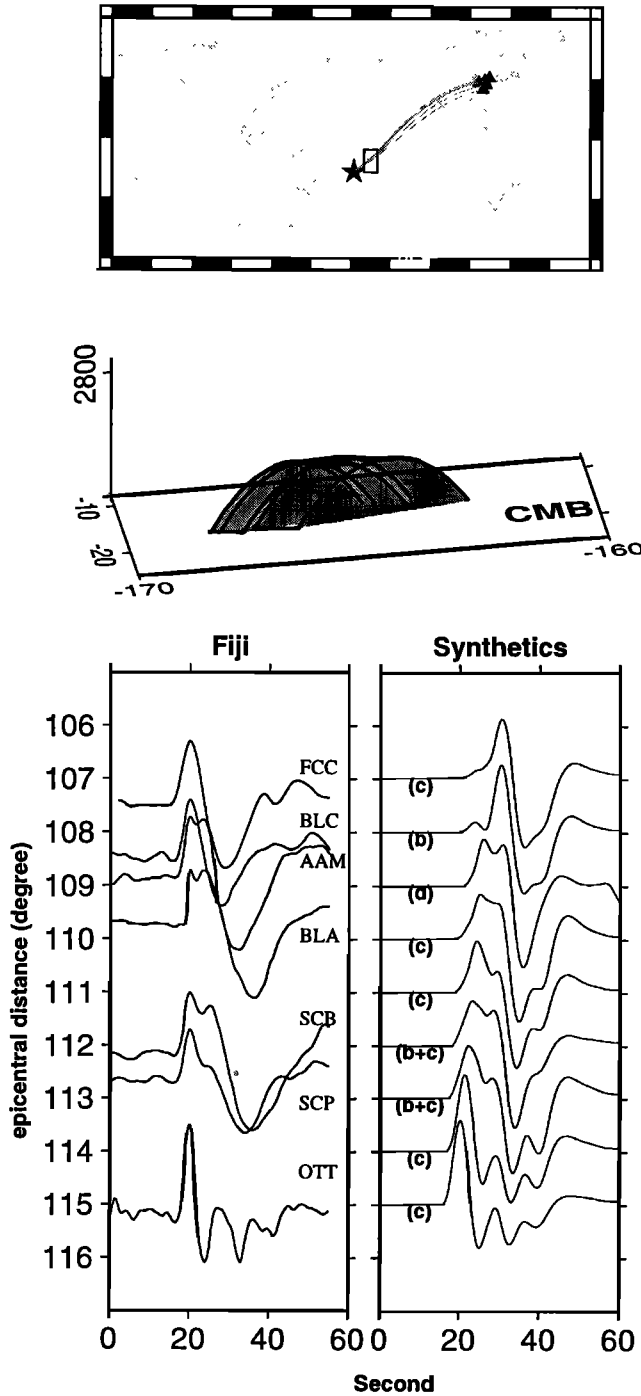 2800
-10
-20
-170
-160
CMB
Fiji
Synthetics
epicentral distance (degree)
106
107
108
109
110
111
112
113
114
115
116
FCC
BLC
AAM
BLA
SCB
SCP
OTT
(c)
(b)
(d)
(c)
(c)
(b+c)
(b+c)
(c)
(c)
0
20
40
60
20
40
60
Second